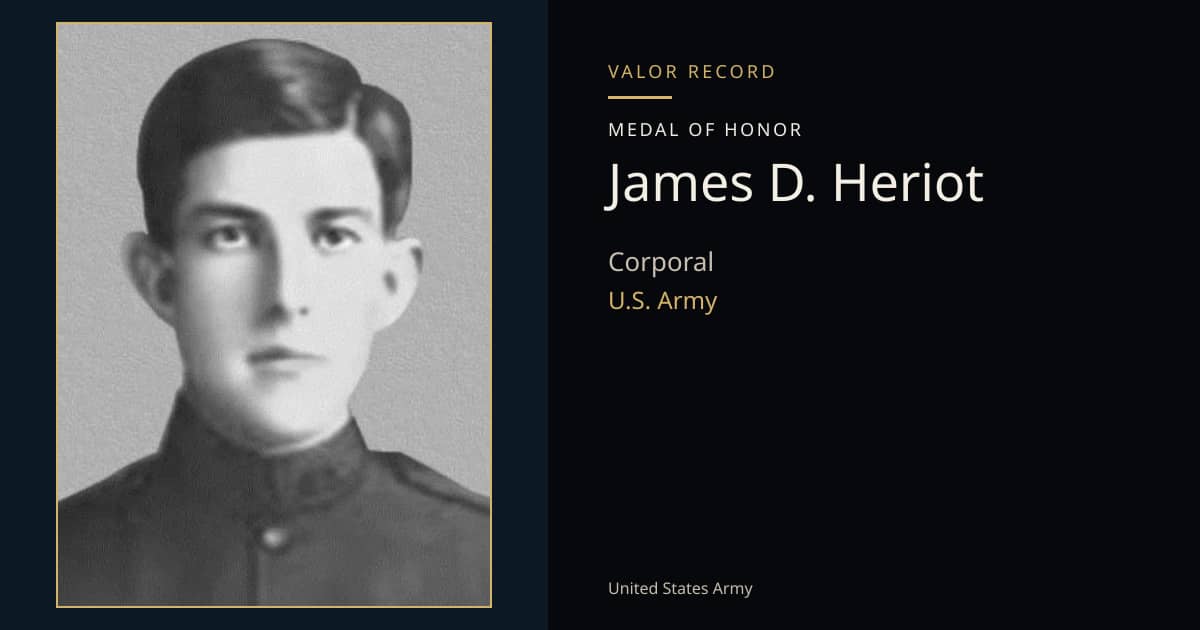 VALOR RECORD
MEDAL OF HONOR
James D. Heriot
Corporal
U.S. Army
United States Army